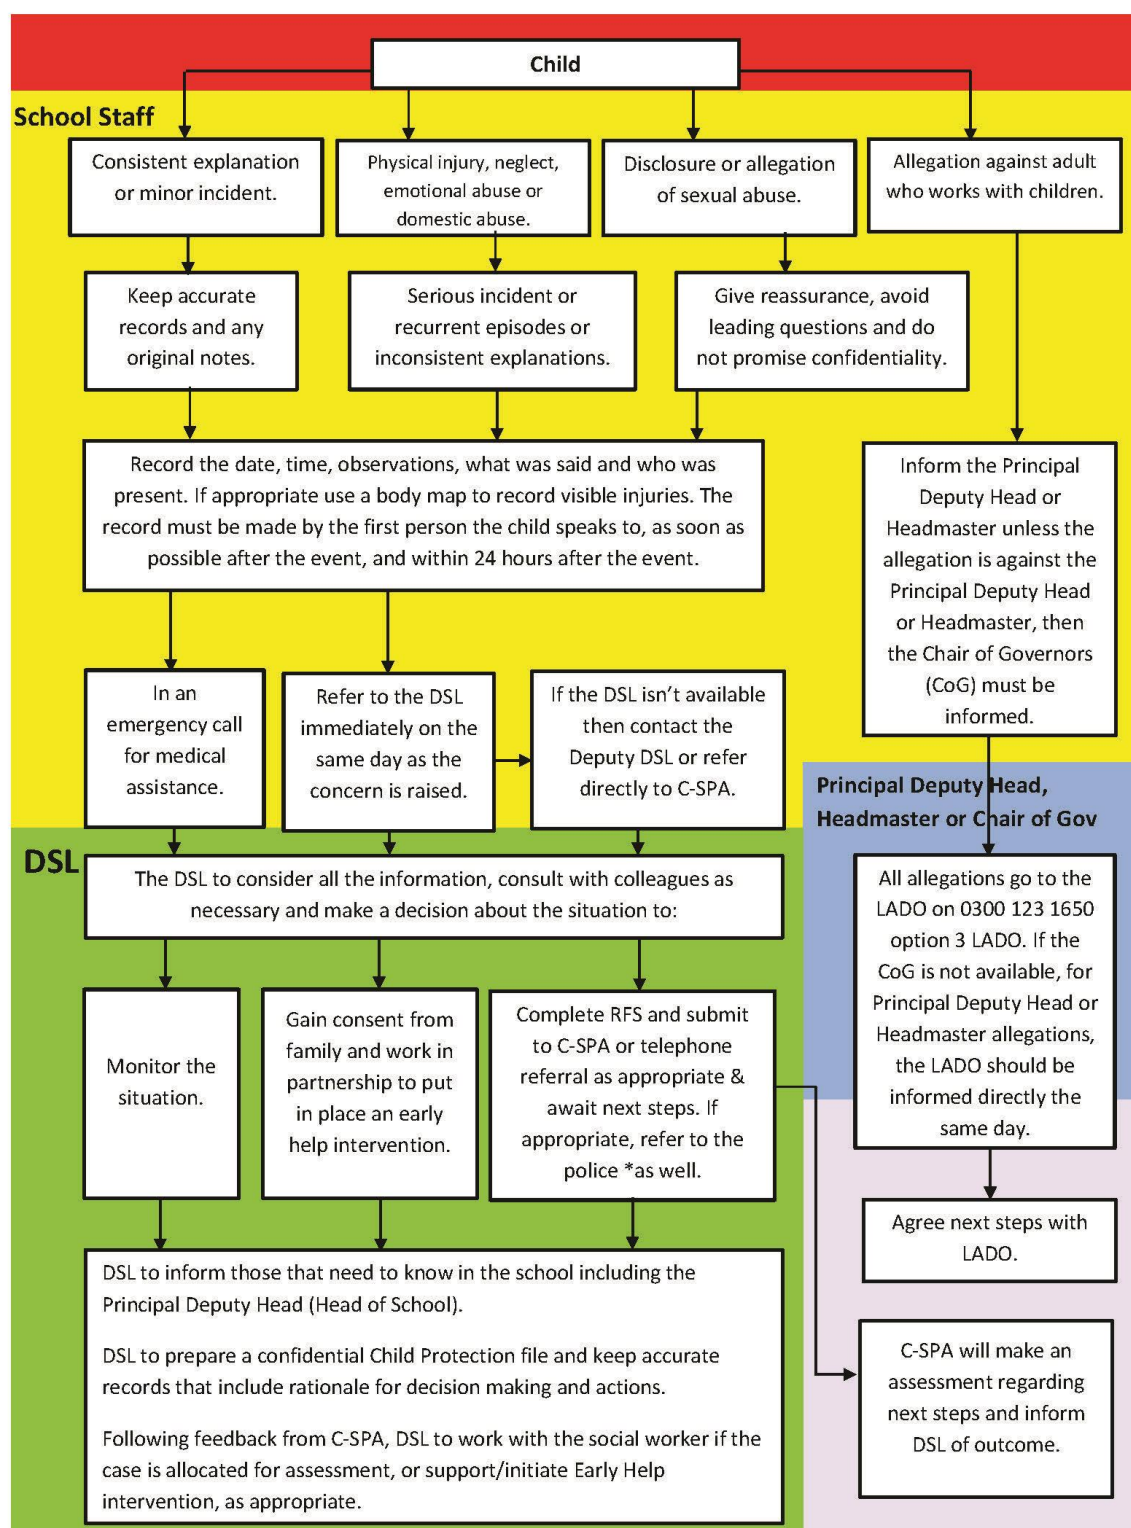 Child
School Staff
Consistent explanation
or minor incident.
Physical injury, neglect,
emotional abuse or
domestic abuse.
Disclosure or allegation
of sexual abuse.
Allegation against adult
who works with children.
Keep accurate
records and any
original notes.
Serious incident or
recurrent episodes or
inconsistent explanations.
Give reassurance, avoid
leading questions and do
not promise confidentiality.
Record the date, time, observations, what was said and who was
present. If appropriate use a body map to record visible injuries. The
record must be made by the first person the child speaks to, as soon as
possible after the event, and within 24 hours after the event.
Inform the Principal
Deputy Head or
Headmaster unless the
allegation is against the
Principal Deputy Head
or Headmaster, then
the Chair of Governors
(CoG) must be
informed.
In an
emergency call
for medical
assistance.
Refer to the DSL
immediately on the
same day as the
concern is raised.
If the DSL isn't available
then contact the
Deputy DSL or refer
directly to C-SPA.
Principal Deputy Head,
Headmaster or Chair of Gov
DSL
The DSL to consider all the information, consult with colleagues as
necessary and make a decision about the situation to:
All allegations go to the
LADO on 0300 123 1650
option 3 LADO. If the
CoG is not available, for
Principal Deputy Head or
Headmaster allegations,
the LADO should be
informed directly the
same day.
Monitor the
situation.
Gain consent from
family and work in
partnership to put
in place an early
help intervention.
Complete RFS and submit
to C-SPA or telephone
referral as appropriate &
await next steps. If
appropriate, refer to the
police *as well.
Agree next steps with
LADO.
DSL to inform those that need to know in the school including the
Principal Deputy Head (Head of School).
DSL to prepare a confidential Child Protection file and keep accurate
records that include rationale for decision making and actions.
Following feedback from C-SPA, DSL to work with the social worker if the
case is allocated for assessment, or support/initiate Early Help
intervention, as appropriate.
C-SPA will make an
assessment regarding
next steps and inform
DSL of outcome.